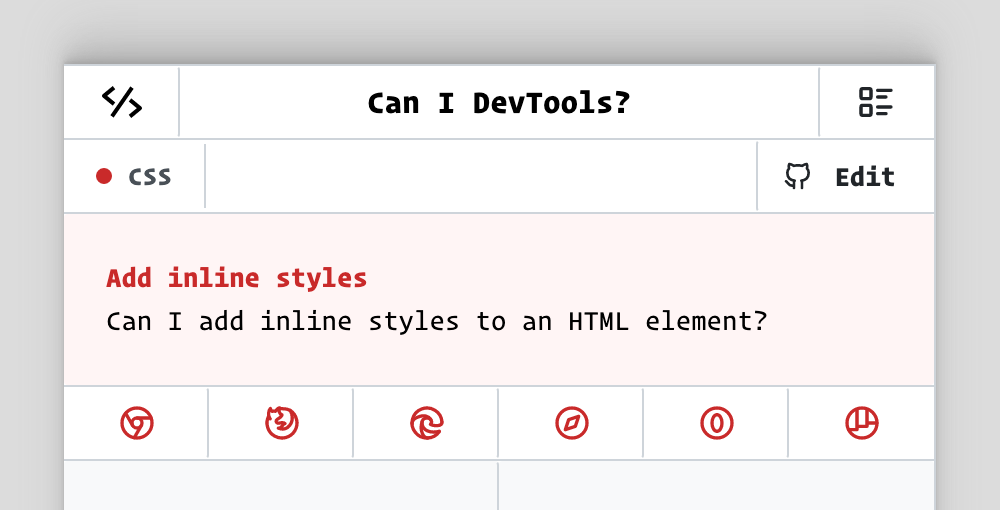 Can I DevTools?
CSS
Edit
Add inline styles
Can I add inline styles to an HTML element?